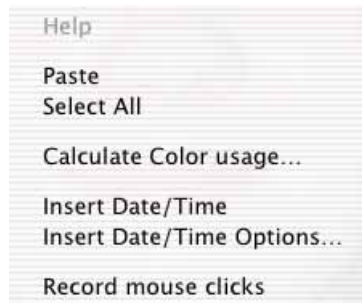 Help
Paste
Select All
Calculate Color usage...
Insert Date/Time
Insert Date/Time Options...
Record mouse clicks